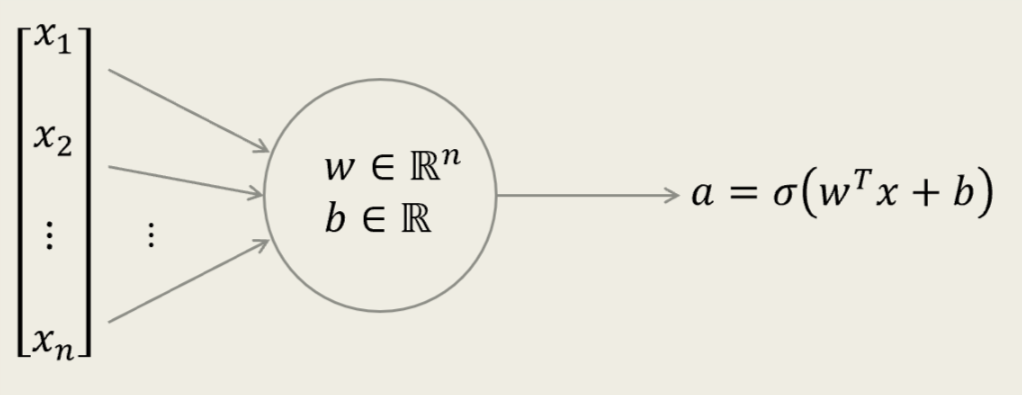 x₁
x₂
⋮
⋮
xₙ
w ∈ ℝⁿ
b ∈ ℝ
a = σ(wᵀx + b)